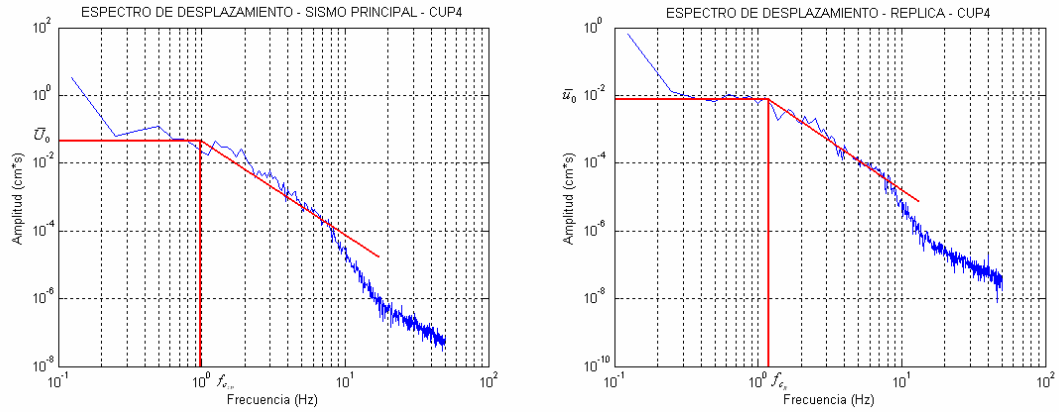 ESPECTRO DE DESPLAZAMIENTO - SISMO PRINCIPAL - CUP4
10^2
10^0
Ū_0
10^-2
10^-4
10^-6
10^-8
Amplitud (cm*s)
10^-1
10^0
10^1
10^2
Frecuencia (Hz)
ESPECTRO DE DESPLAZAMIENTO - REPLICA - CUP4
10^0
10^-2
ū_0
10^-4
10^-6
10^-8
10^-10
Amplitud (cm*s)
10^-1
10^0
10^1
10^2
Frecuencia (Hz)